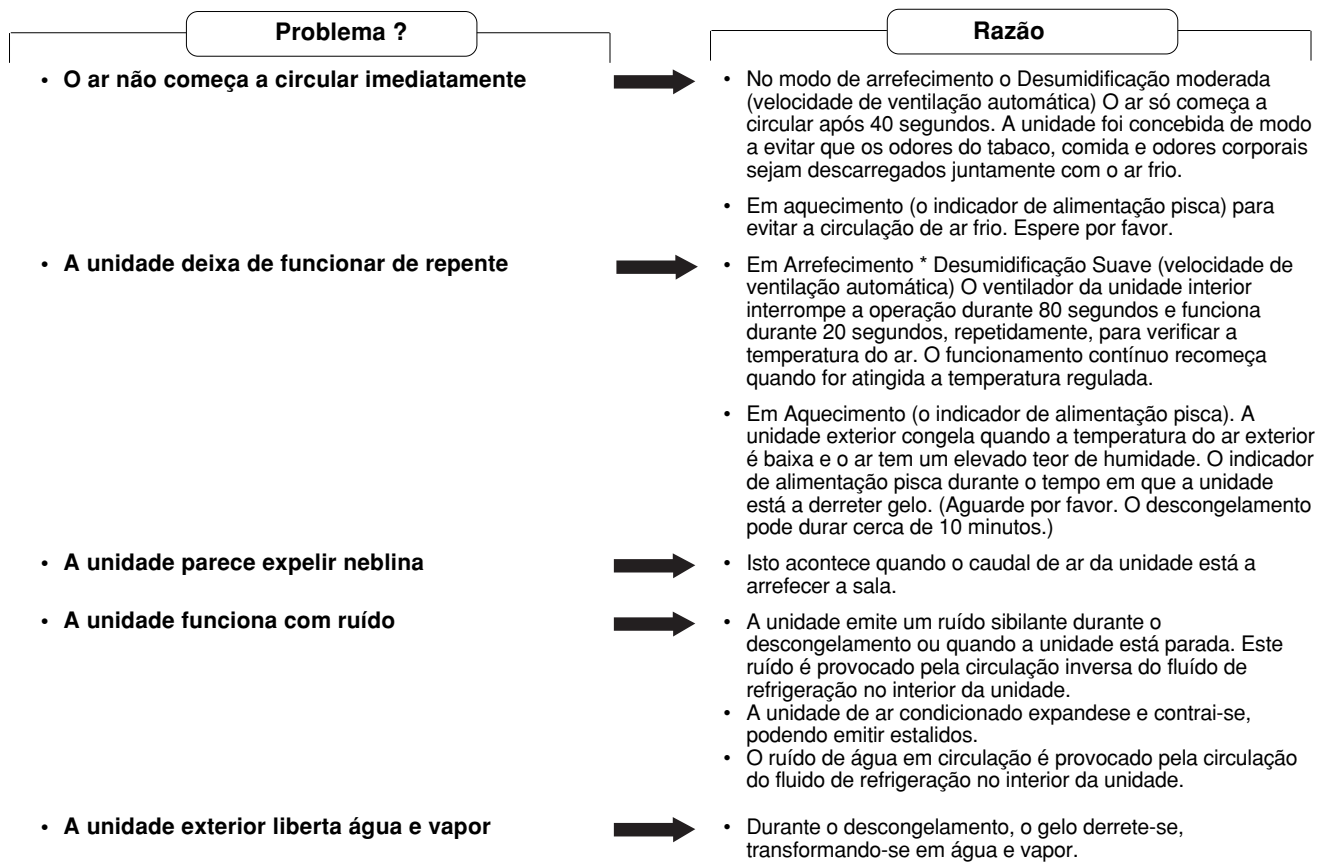 Problema ?
Razão
• O ar não começa a circular imediatamente
• No modo de arrefecimento o Desumidificação moderada
(velocidade de ventilação automática) O ar só começa a
circular após 40 segundos. A unidade foi concebida de modo
a evitar que os odores do tabaco, comida e odores corporais
sejam descarregados juntamente com o ar frio.
• Em aquecimento (o indicador de alimentação pisca) para
evitar a circulação de ar frio. Espere por favor.
• A unidade deixa de funcionar de repente
• Em Arrefecimento * Desumidificação Suave (velocidade de
ventilação automática) O ventilador da unidade interior
interrompe a operação durante 80 segundos e funciona
durante 20 segundos, repetidamente, para verificar a
temperatura do ar. O funcionamento contínuo recomeça
quando for atingida a temperatura regulada.
• Em Aquecimento (o indicador de alimentação pisca). A
unidade exterior congela quando a temperatura do ar exterior
é baixa e o ar tem um elevado teor de humidade. O indicador
de alimentação pisca durante o tempo em que a unidade
está a derreter gelo. (Aguarde por favor. O descongelamento
pode durar cerca de 10 minutos.)
• A unidade parece expelir neblina
• Isto acontece quando o caudal de ar da unidade está a
arrefecer a sala.
• A unidade funciona com ruído
• A unidade emite um ruído sibilante durante o
descongelamento ou quando a unidade está parada. Este
ruído é provocado pela circulação inversa do fluído de
refrigeração no interior da unidade.
• A unidade de ar condicionado expandese e contrai-se,
podendo emitir estalidos.
• O ruído de água em circulação é provocado pela circulação
do fluido de refrigeração no interior da unidade.
• A unidade exterior liberta água e vapor
• Durante o descongelamento, o gelo derrete-se,
transformando-se em água e vapor.